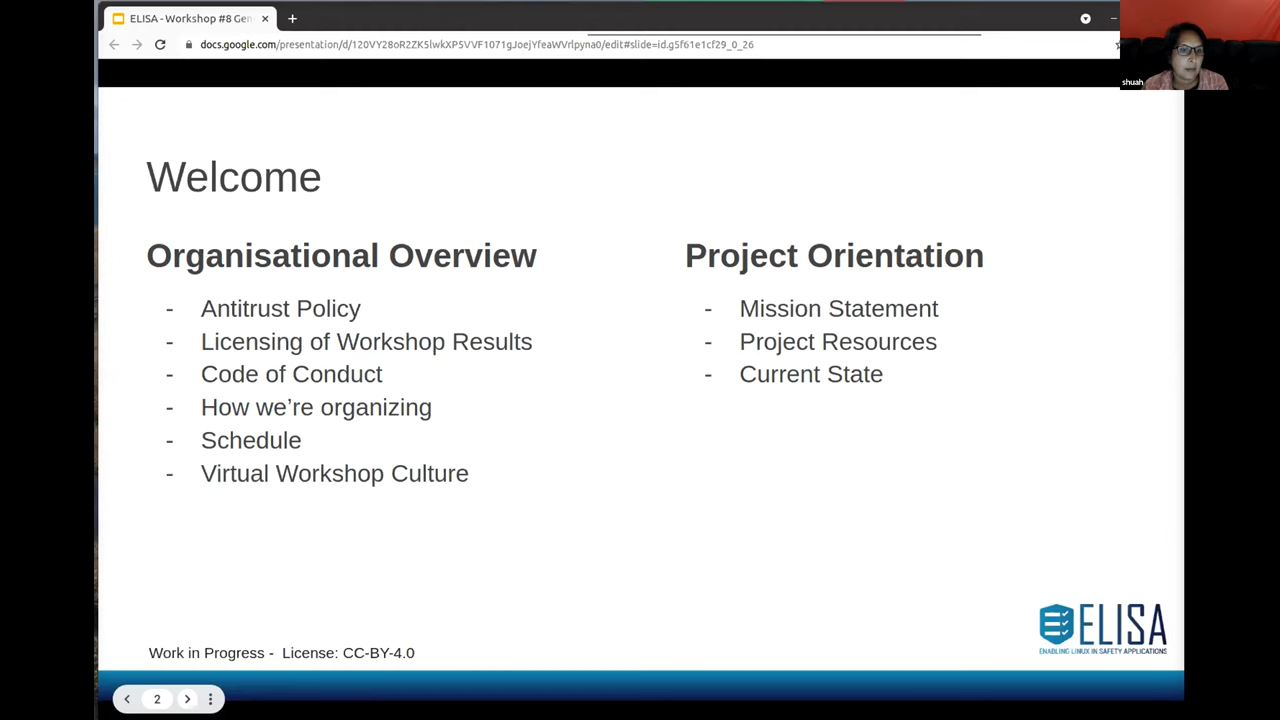 ELISA - Workshop #8 Gen
docs.google.com/presentation/d/120VY28oR2ZK5lwkXP5VVF1071gJoejYfeaWVrlpyna0/edit#slide=id.g5f61e1cf29_0_26
shuah
Welcome
Organisational Overview
- Antitrust Policy
- Licensing of Workshop Results
- Code of Conduct
- How we’re organizing
- Schedule
- Virtual Workshop Culture
Project Orientation
- Mission Statement
- Project Resources
- Current State
ELISA
ENABLING LINUX IN SAFETY APPLICATIONS
Work in Progress - License: CC-BY-4.0
2